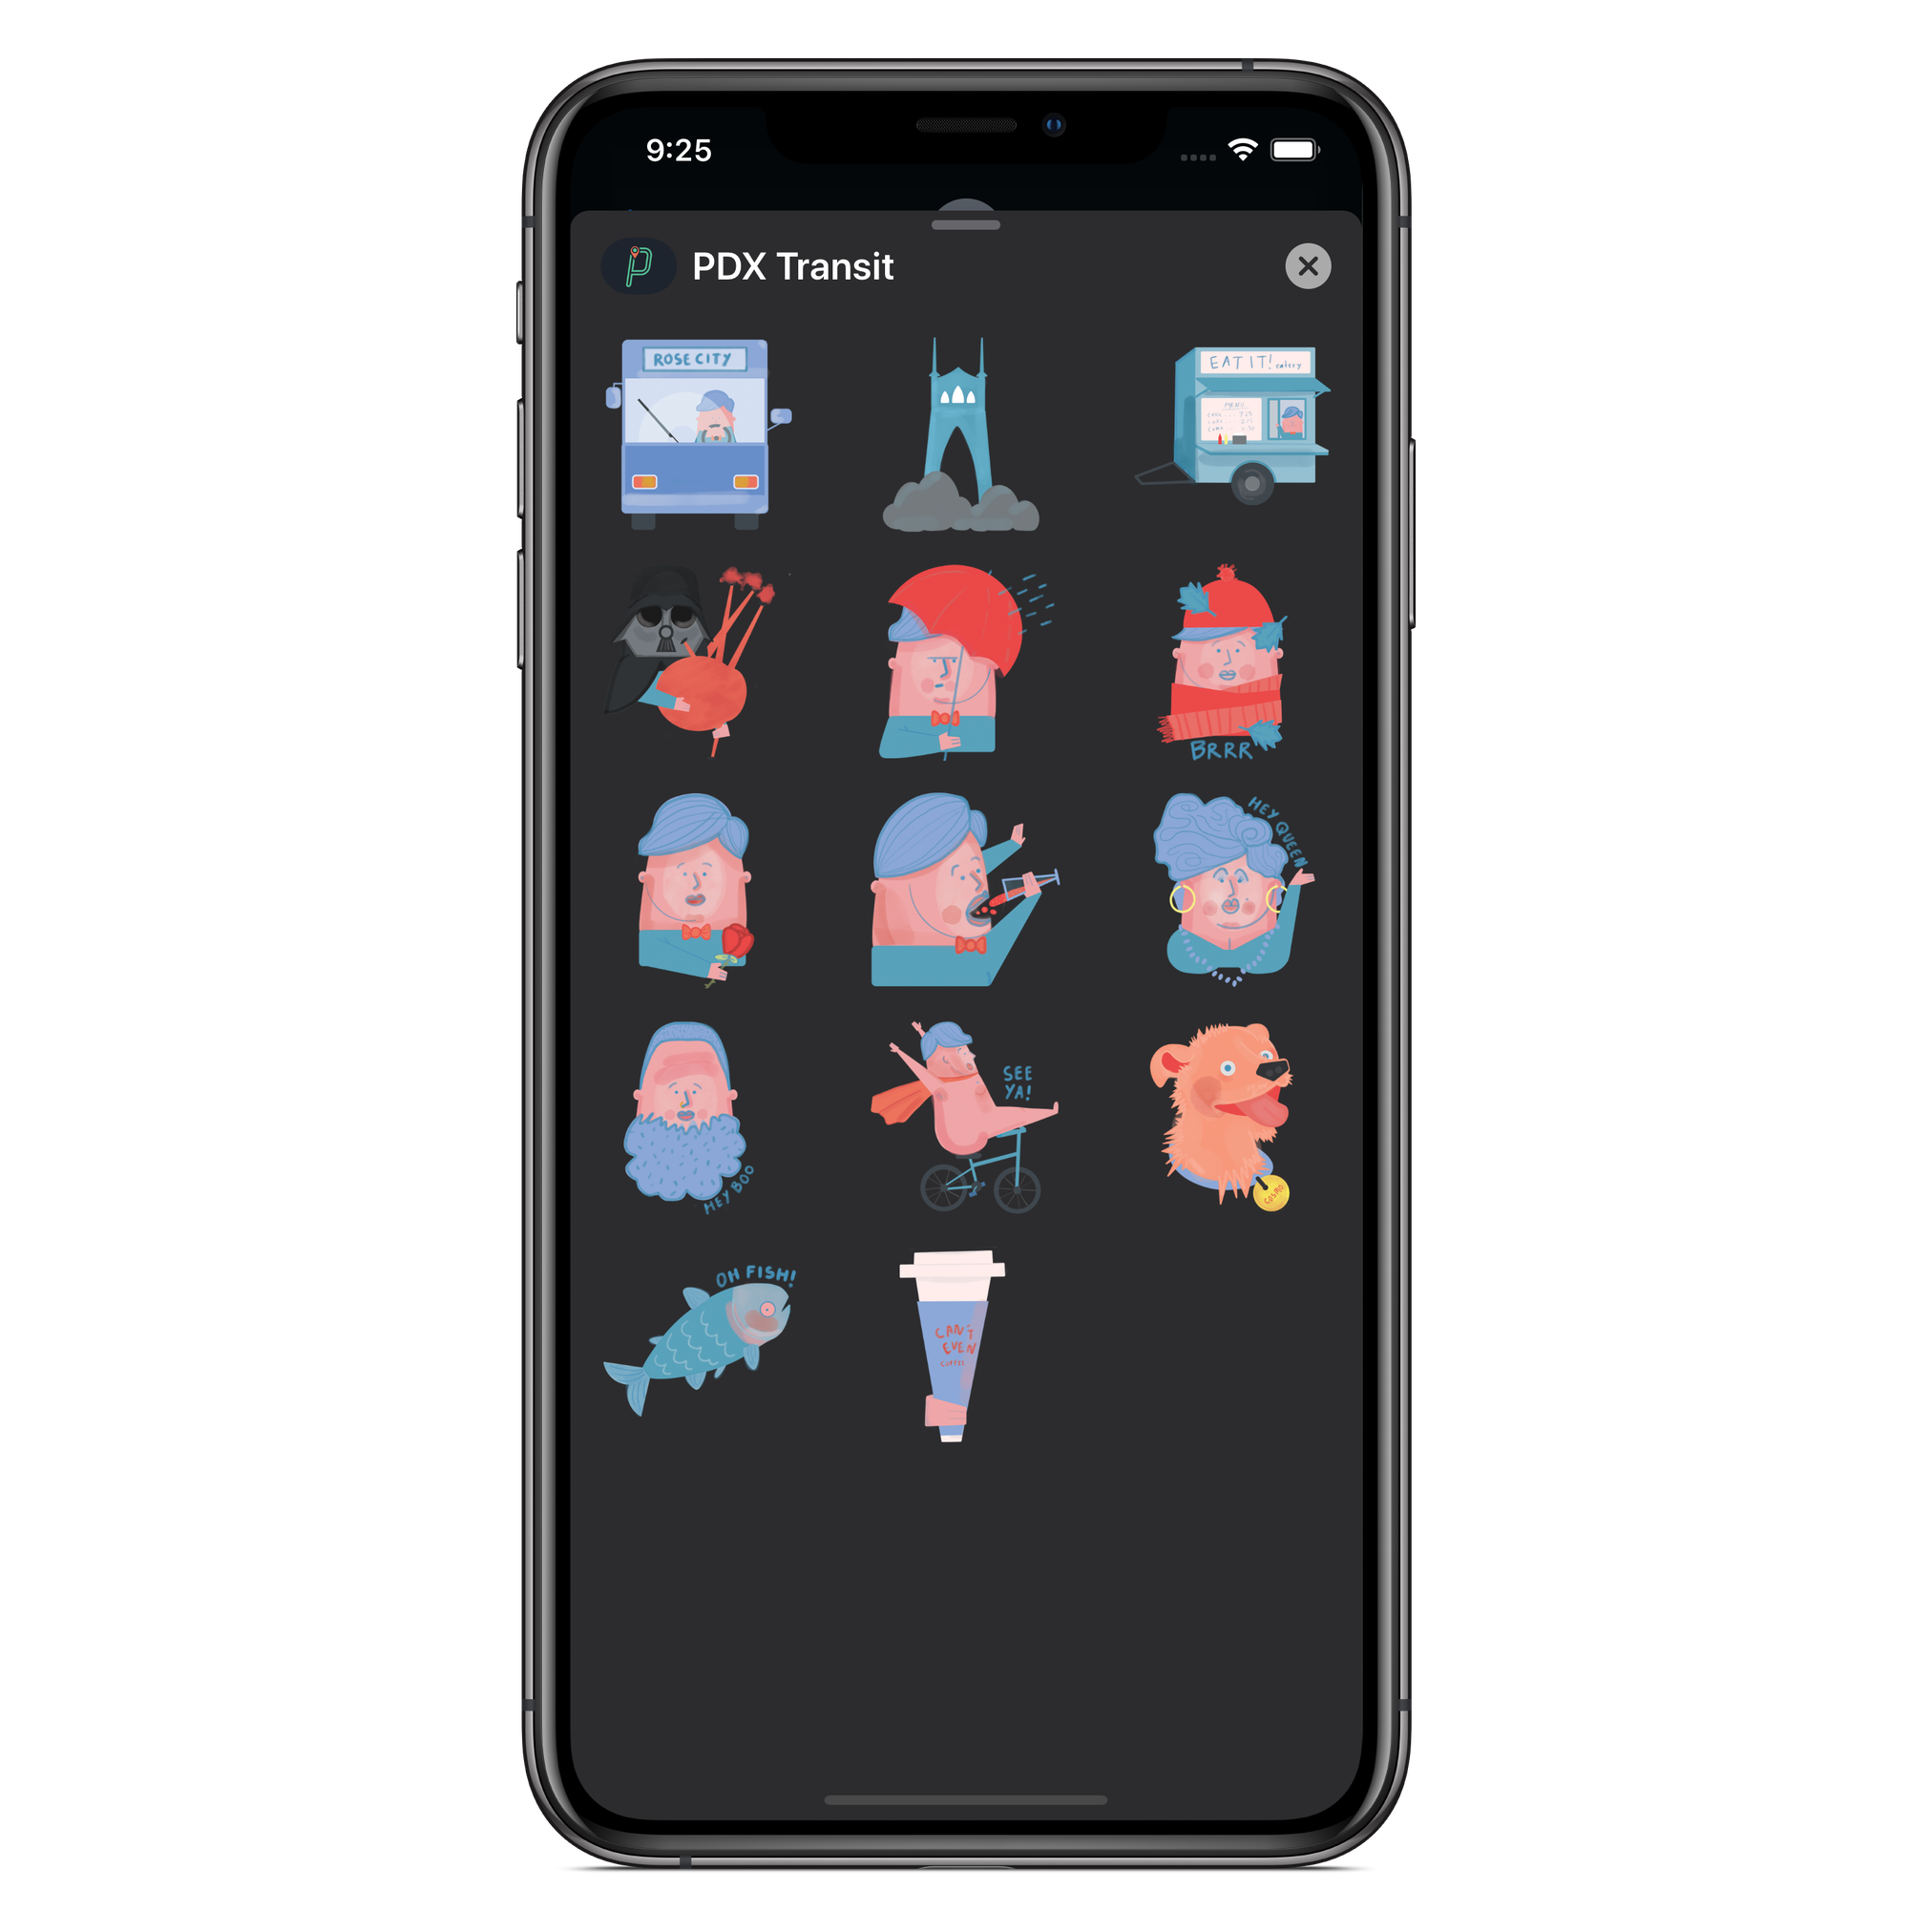 9:25
PDX Transit
ROSE CITY
EAT IT! eatery
MENU
BRRR
HEY QUEEN
HEY BOO
SEE
YA!
COSMO
OH FISH!
CAN'T
EVEN
COFFEE